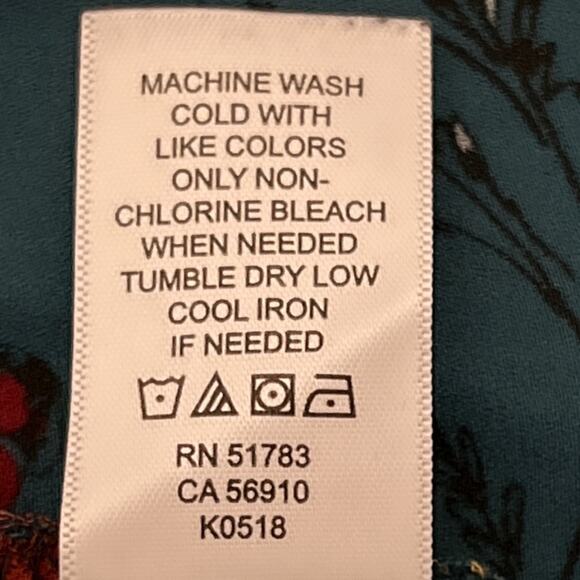 MACHINE WASH
COLD WITH
LIKE COLORS
ONLY NON-
CHLORINE BLEACH
WHEN NEEDED
TUMBLE DRY LOW
COOL IRON
IF NEEDED
RN 51783
CA 56910
K0518